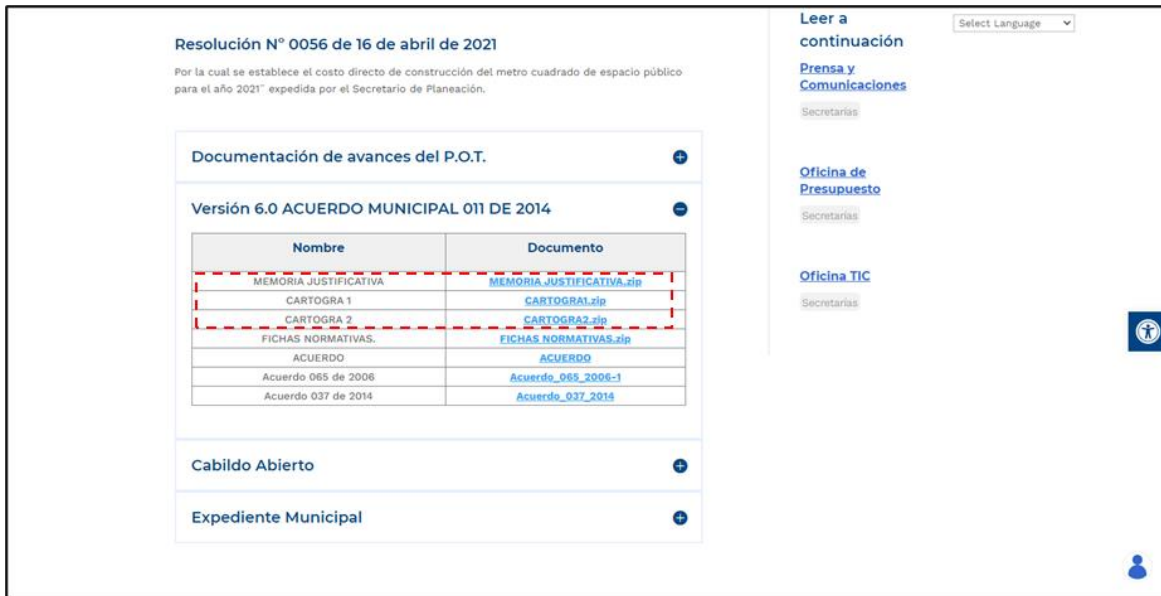 Resolución N° 0056 de 16 de abril de 2021
Por la cual se establece el costo directo de construcción del metro cuadrado de espacio público
para el año 2021¨ expedida por el Secretario de Planeación.
Documentación de avances del P.O.T.
Versión 6.0 ACUERDO MUNICIPAL 011 DE 2014
Nombre Documento
MEMORIA JUSTIFICATIVA MEMORIA JUSTIFICATIVA.zip
CARTOGRA 1 CARTOGRA1.zip
CARTOGRA 2 CARTOGRA2.zip
FICHAS NORMATIVAS. FICHAS NORMATIVAS.zip
ACUERDO ACUERDO
Acuerdo 065 de 2006 Acuerdo_065_2006-1
Acuerdo 037 de 2014 Acuerdo_037_2014
Cabildo Abierto
Expediente Municipal
Leer a
continuación
Prensa y
Comunicaciones
Secretarías
Oficina de
Presupuesto
Secretarías
Oficina TIC
Secretarías
Select Language